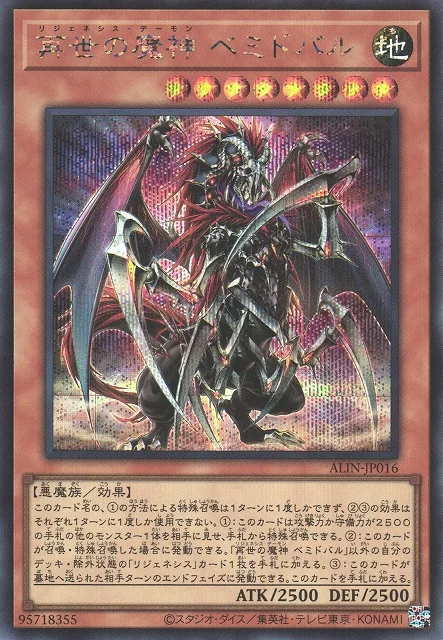 リジェネシス・デーモン
再世の魔神 ベミドバル
地
ALIN-JP016
【悪魔族／効果】
このカード名の、①の方法による特殊召喚は1ターンに1度しかできず、②③の効果は
それぞれ1ターンに1度しか使用できない。①：このカードは攻撃力か守備力が２５００
の手札の他のモンスター1体を相手に見せ、手札から特殊召喚できる。②：このカード
が召喚・特殊召喚した場合に発動できる。「再世の魔神 ベミドバル」以外の自分の
デッキ・除外状態の「リジェネシス」カード1枚を手札に加える。③：このカードが
墓地へ送られた相手ターンのエンドフェイズに発動できる。このカードを手札に加える。
ATK/2500 DEF/2500
95718355
©スタジオ・ダイス／集英社・テレビ東京・KONAMI